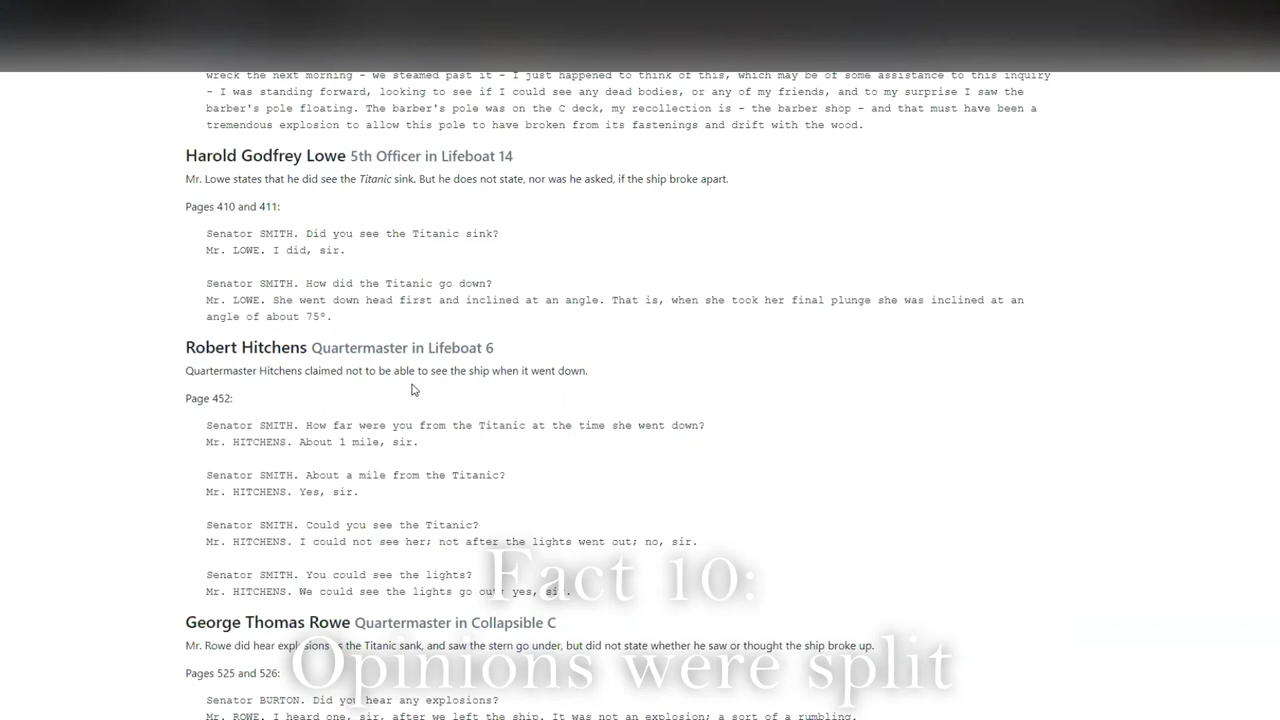 wreck the next morning - we steamed past it - I just happened to think of this, which may be of some assistance to this inquiry
- I was standing forward, looking to see if I could see any dead bodies, or any of my friends, and to my surprise I saw the
barber's pole floating. The barber's pole was on the C deck, my recollection is - the barber shop - and that must have been a
tremendous explosion to allow this pole to have broken from its fastenings and drift with the wood.
Harold Godfrey Lowe 5th Officer in Lifeboat 14
Mr. Lowe states that he did see the Titanic sink. But he does not state, nor was he asked, if the ship broke apart.
Pages 410 and 411:
Senator SMITH. Did you see the Titanic sink?
Mr. LOWE. I did, sir.
Senator SMITH. How did the Titanic go down?
Mr. LOWE. She went down head first and inclined at an angle. That is, when she took her final plunge she was inclined at an
angle of about 75º.
Robert Hitchens Quartermaster in Lifeboat 6
Quartermaster Hitchens claimed not to be able to see the ship when it went down.
Page 452:
Senator SMITH. How far were you from the Titanic at the time she went down?
Mr. HITCHENS. About 1 mile, sir.
Senator SMITH. About a mile from the Titanic?
Mr. HITCHENS. Yes, sir.
Senator SMITH. Could you see the Titanic?
Mr. HITCHENS. I could not see her; not after the lights went out; no, sir.
Senator SMITH. You could see the lights?
Mr. HITCHENS. We could see the lights go out; yes, sir.
Fact 10:
George Thomas Rowe Quartermaster in Collapsible C
Mr. Rowe did hear explosions as the Titanic sank, and saw the stern go under, but did not state whether he saw or thought the ship broke up.
Opinions were split
Pages 525 and 526:
Senator BURTON. Did you hear any explosions?
Mr. ROWE. I heard one, sir, after we left the ship. It was not an explosion; a sort of a rumbling.